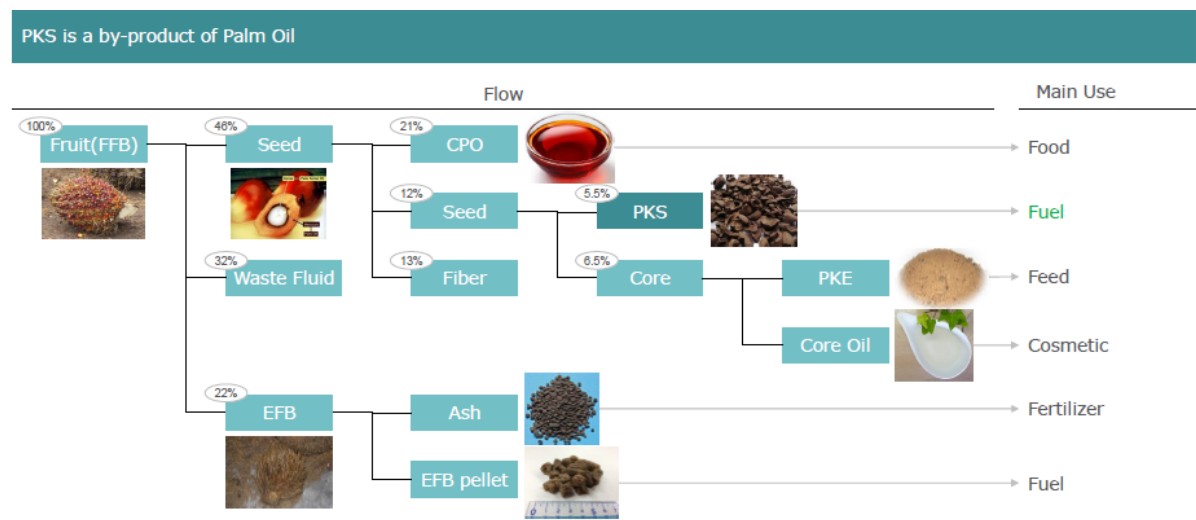 PKS is a by-product of Palm Oil
Flow
Main Use
100%
Fruit(FFB)
46%
Seed
21%
CPO
Food
12%
Seed
5.5%
PKS
Fuel
32%
Waste Fluid
13%
Fiber
6.5%
Core
PKE
Feed
Core Oil
Cosmetic
22%
EFB
Ash
Fertilizer
EFB pellet
Fuel